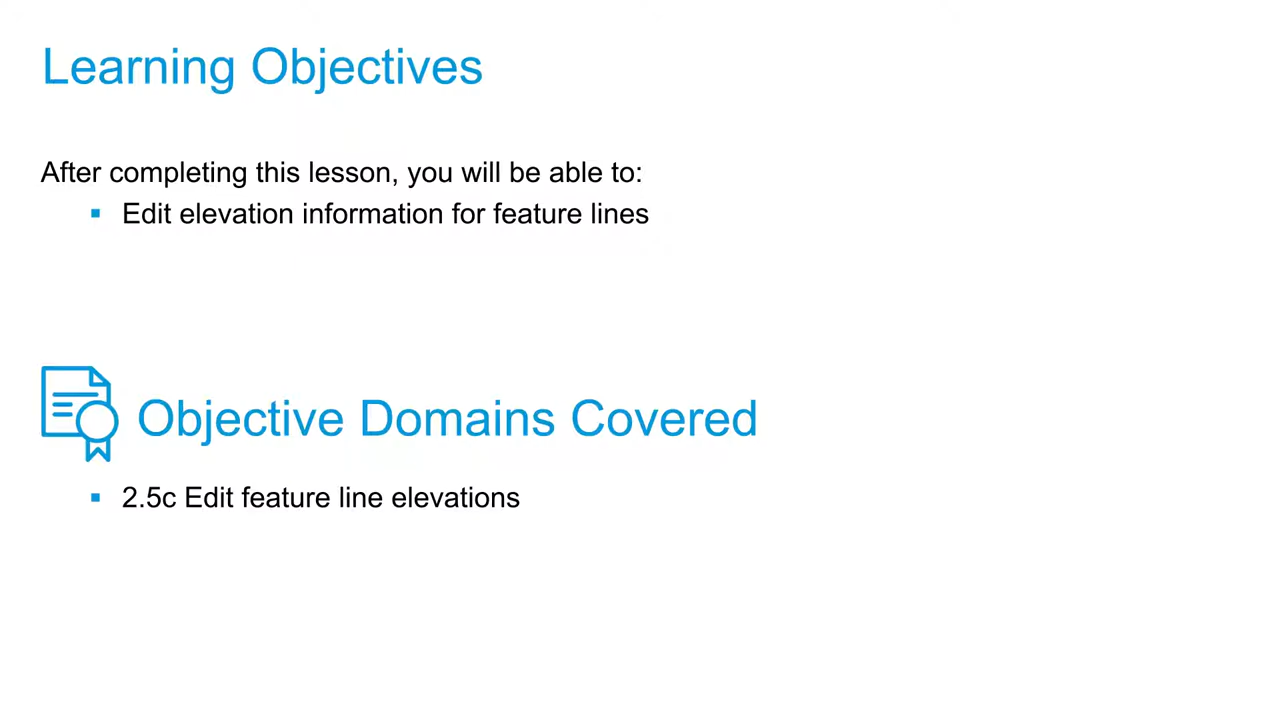 Learning Objectives
After completing this lesson, you will be able to:
▪ Edit elevation information for feature lines
Objective Domains Covered
▪ 2.5c Edit feature line elevations